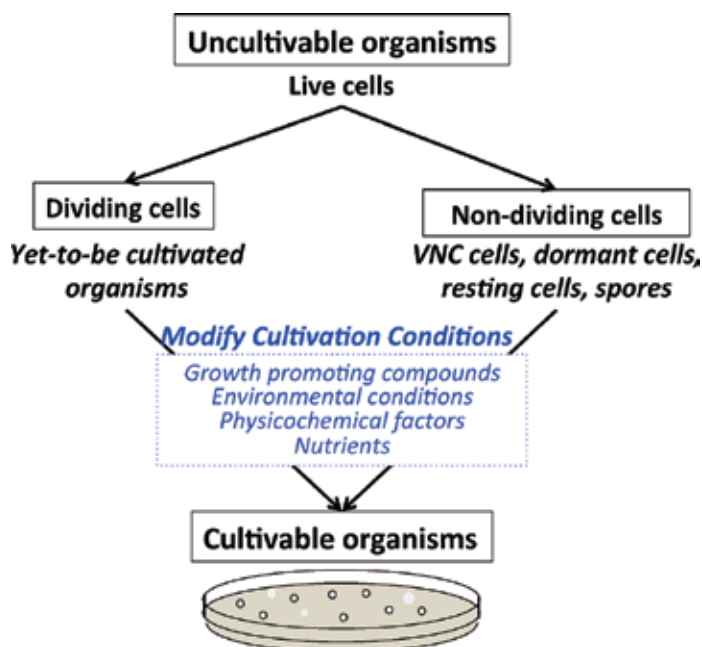 Uncultivable organisms
Live cells
Dividing cells
Yet-to-be cultivated
organisms
Non-dividing cells
VNC cells, dormant cells,
resting cells, spores
Modify Cultivation Conditions
Growth promoting compounds
Environmental conditions
Physicochemical factors
Nutrients
Cultivable organisms